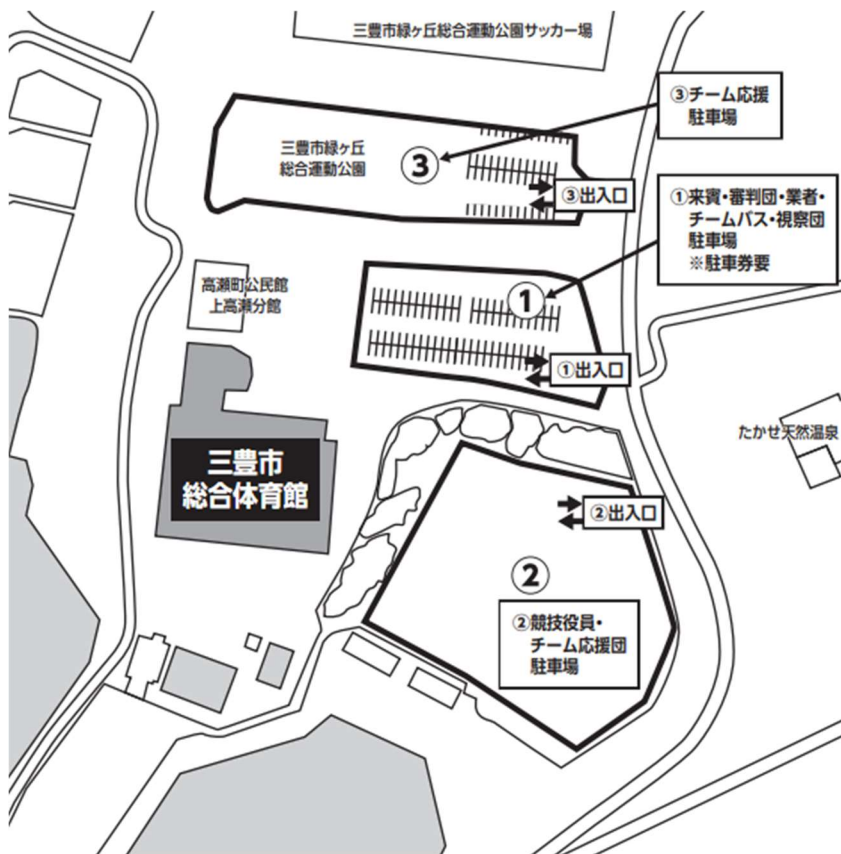 三豊市緑ヶ丘総合運動公園サッカー場
③チーム応援
駐車場
三豊市緑ヶ丘
総合運動公園
3
③出入口
①来賓・審判団・業者・
チームバス・視察団
駐車場
※駐車券要
高瀬町公民館
上高瀬分館
1
①出入口
たかせ天然温泉
三豊市
総合体育館
②出入口
2
②競技役員・
チーム応援団
駐車場